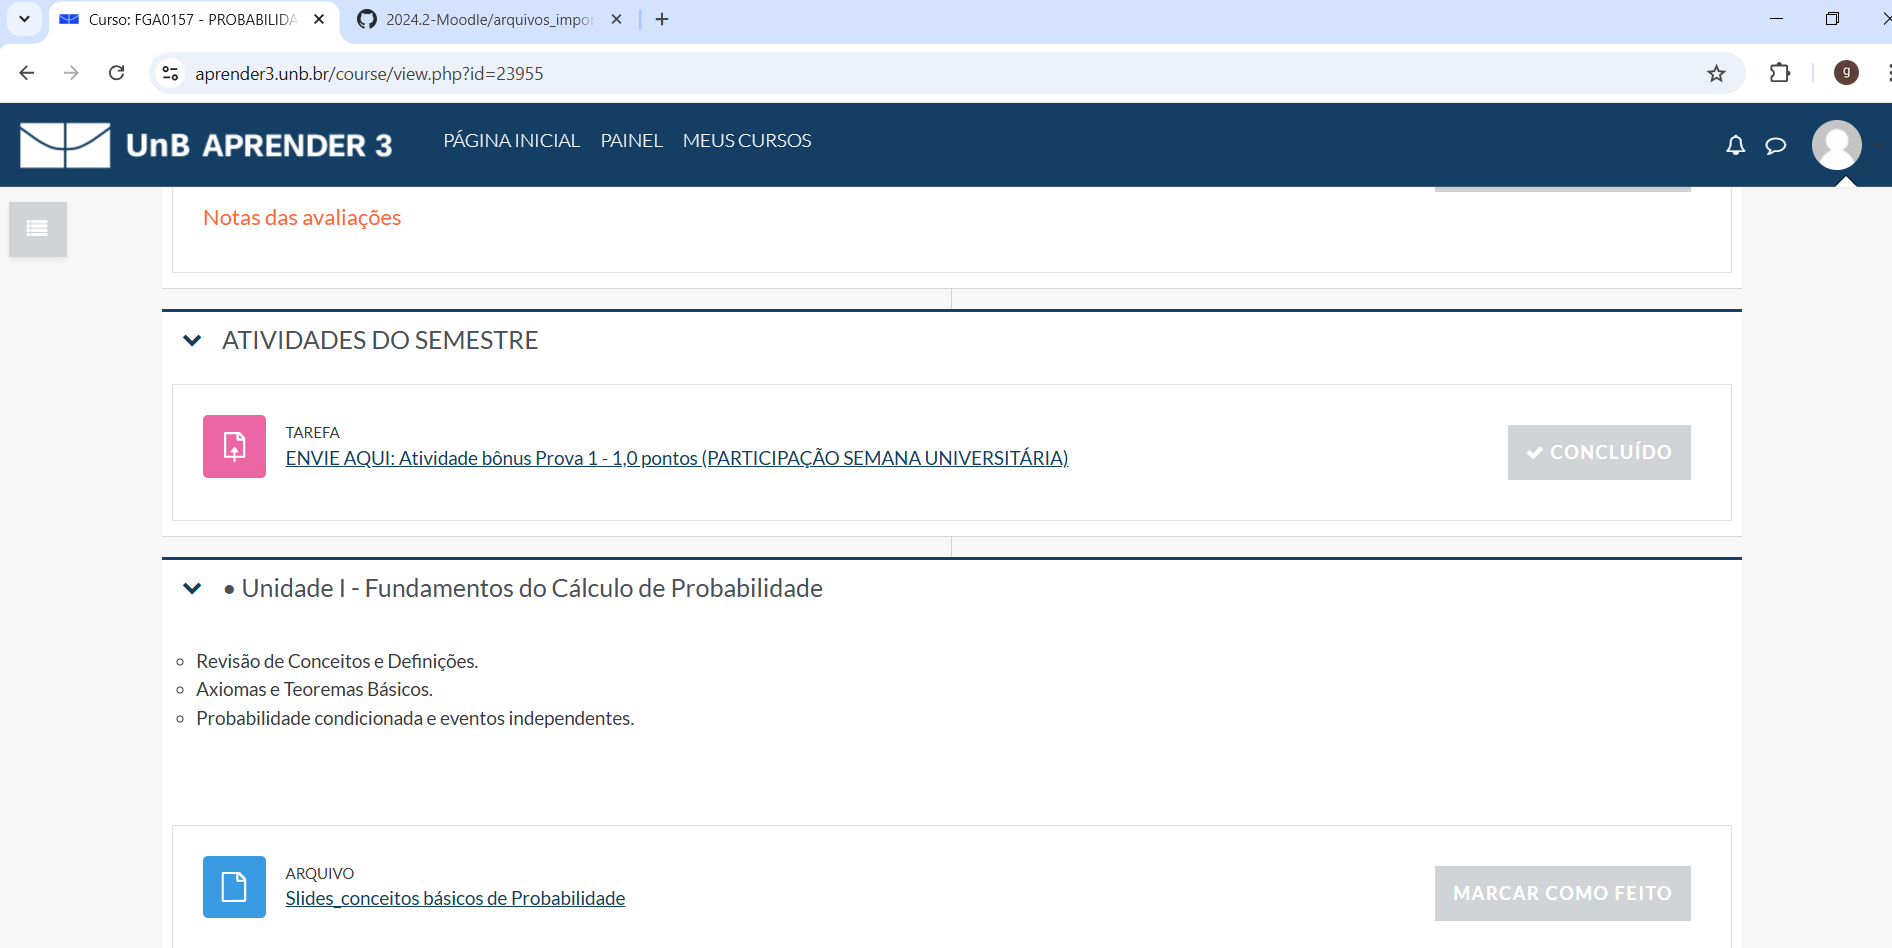 Curso: FGA0157 - PROBABILIDA
2024.2-Moodle/arquivos_impor
aprender3.unb.br/course/view.php?id=23955
g
UnB APRENDER 3
PÁGINA INICIAL
PAINEL
MEUS CURSOS
Notas das avaliações
ATIVIDADES DO SEMESTRE
TAREFA
ENVIE AQUI: Atividade bônus Prova 1 - 1,0 pontos (PARTICIPAÇÃO SEMANA UNIVERSITÁRIA)
CONCLUÍDO
• Unidade I - Fundamentos do Cálculo de Probabilidade
Revisão de Conceitos e Definições.
Axiomas e Teoremas Básicos.
Probabilidade condicionada e eventos independentes.
ARQUIVO
Slides_conceitos básicos de Probabilidade
MARCAR COMO FEITO